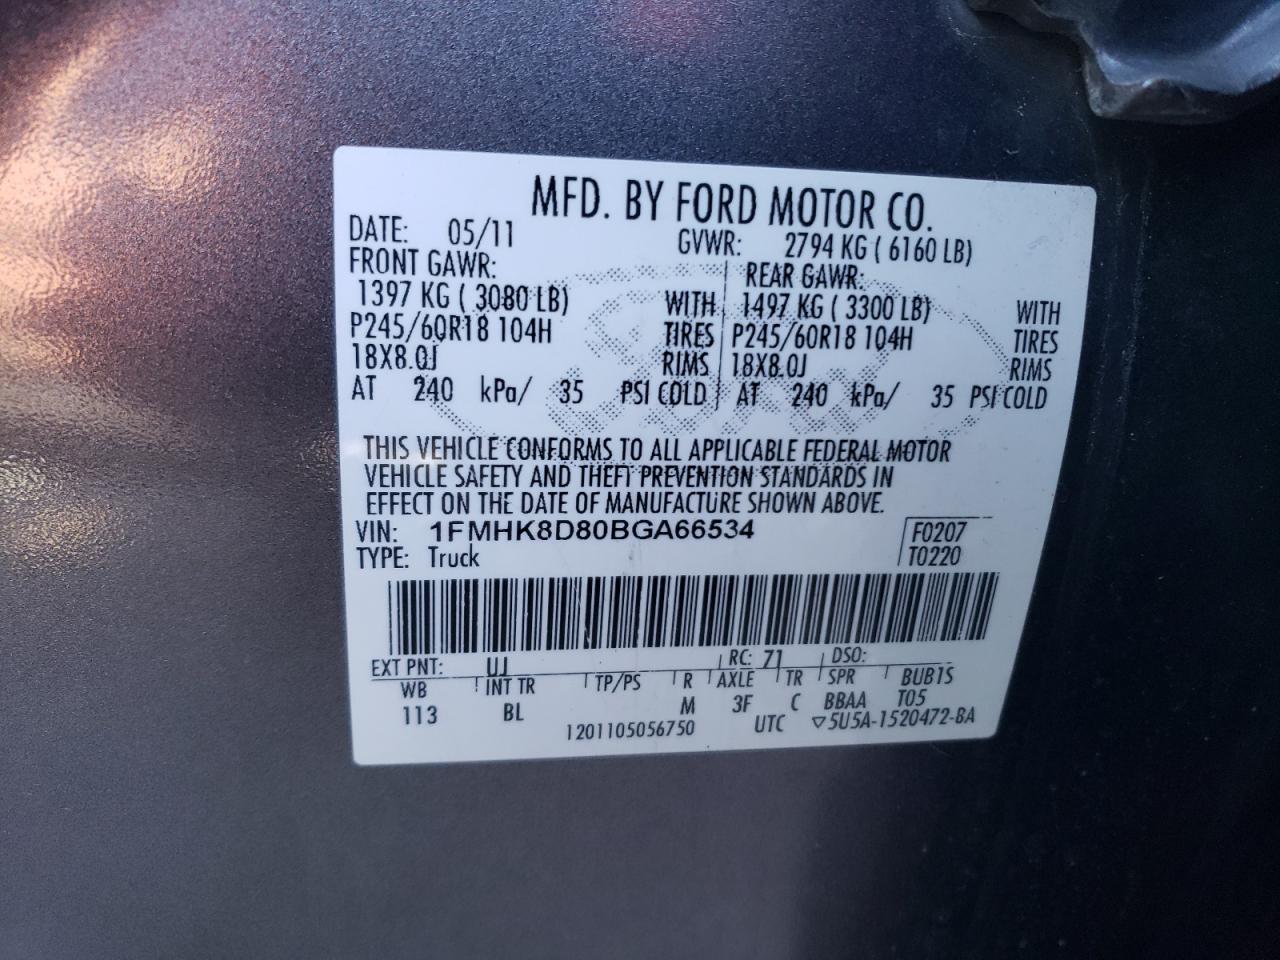 MFD. BY FORD MOTOR CO.
DATE: 05/11 GVWR: 2794 KG ( 6160 LB)
FRONT GAWR: REAR GAWR:
1397 KG ( 3080 LB) WITH 1497 KG ( 3300 LB) WITH
P245/60R18 104H TIRES P245/60R18 104H TIRES
18X8.0J RIMS 18X8.0J RIMS
AT 240 kPa/ 35 PSI COLD AT 240 kPa/ 35 PSI COLD
THIS VEHICLE CONFORMS TO ALL APPLICABLE FEDERAL MOTOR
VEHICLE SAFETY AND THEFT PREVENTION STANDARDS IN
EFFECT ON THE DATE OF MANUFACTURE SHOWN ABOVE.
VIN: 1FMHK8D80BGA66534 F0207
TYPE: Truck T0220
EXT PNT: UJ RC: 71 DSO:
WB INT TR TP/PS R AXLE TR SPR BUB1S
113 BL M 3F C BBAA T05
1201105056750 UTC ▽5U5A-1520472-BA